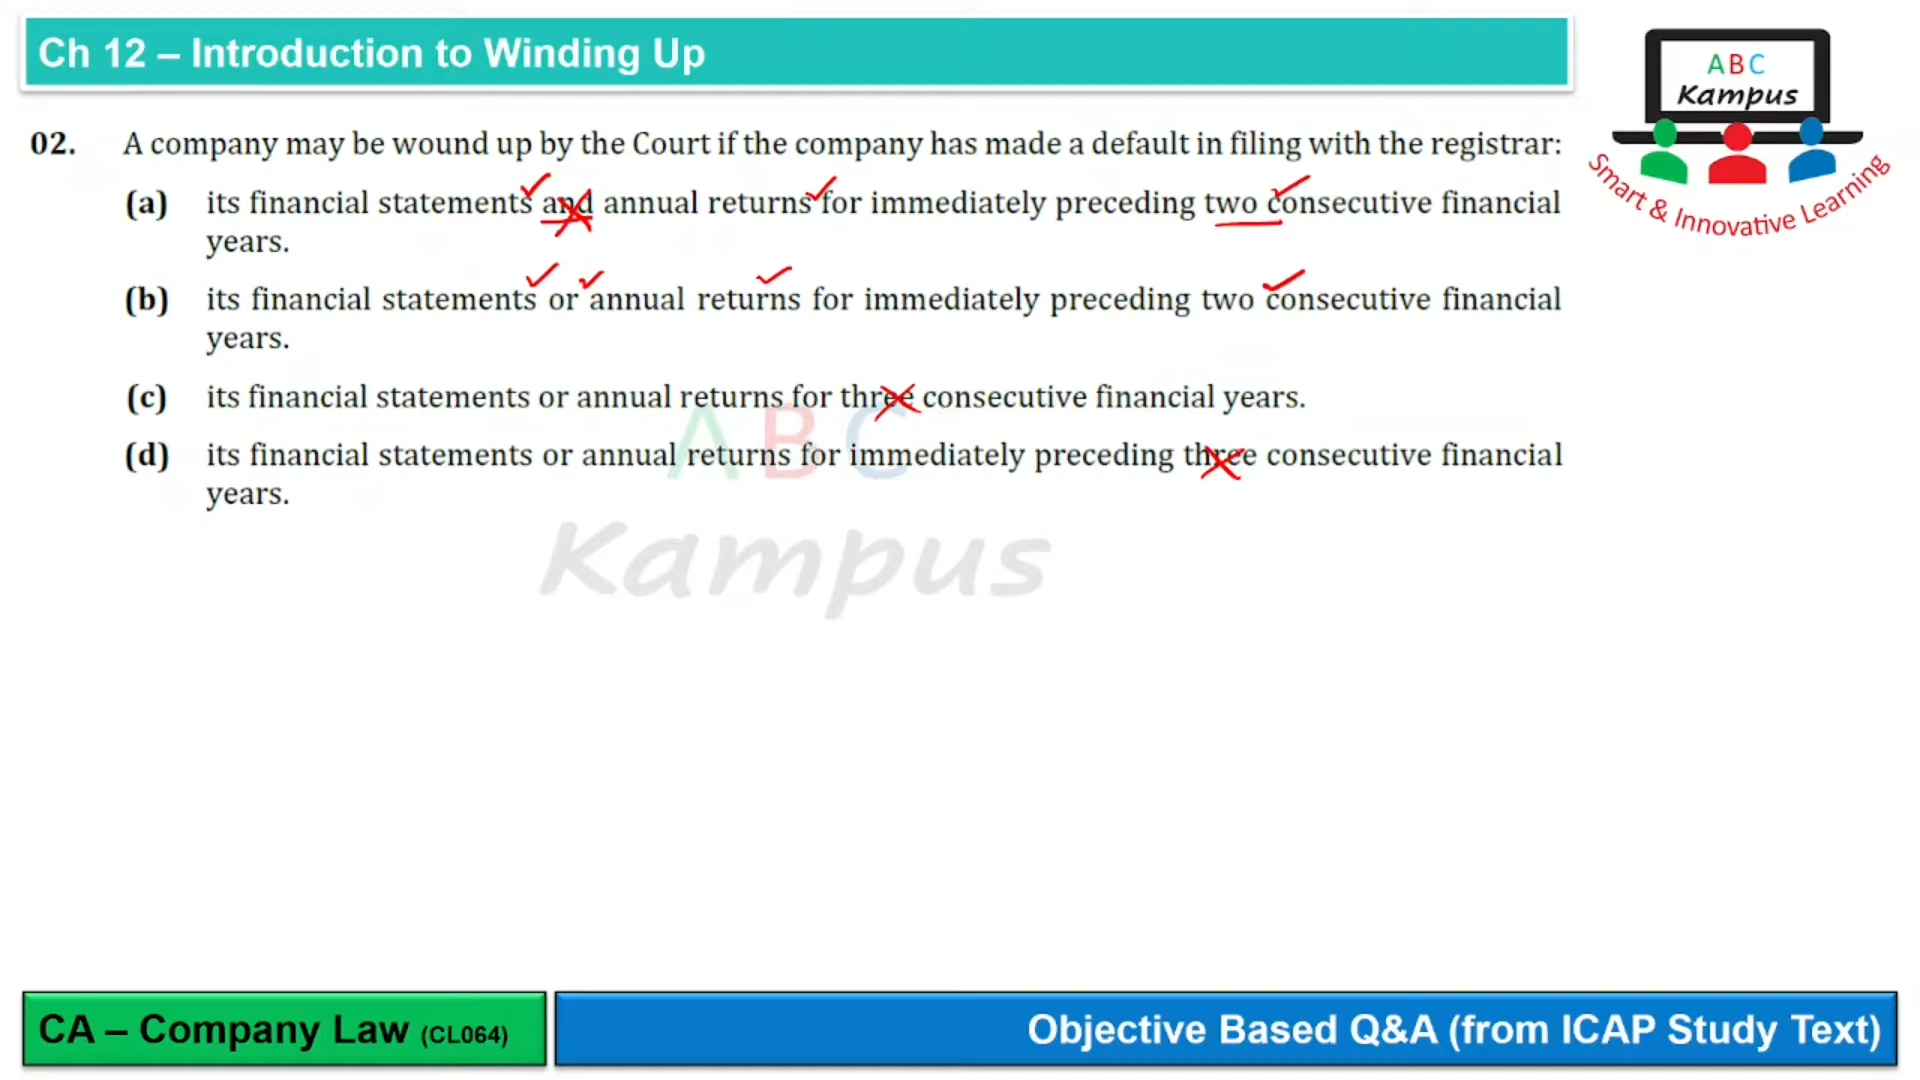 Ch 12 – Introduction to Winding Up
ABC
Kampus
Smart & Innovative Learning
02. A company may be wound up by the Court if the company has made a default in filing with the registrar:
(a) its financial statements and annual returns for immediately preceding two consecutive financial
years.
(b) its financial statements or annual returns for immediately preceding two consecutive financial
years.
(c) its financial statements or annual returns for three consecutive financial years.
(d) its financial statements or annual returns for immediately preceding three consecutive financial
years.
ABC
Kampus
CA – Company Law (CL064)
Objective Based Q&A (from ICAP Study Text)